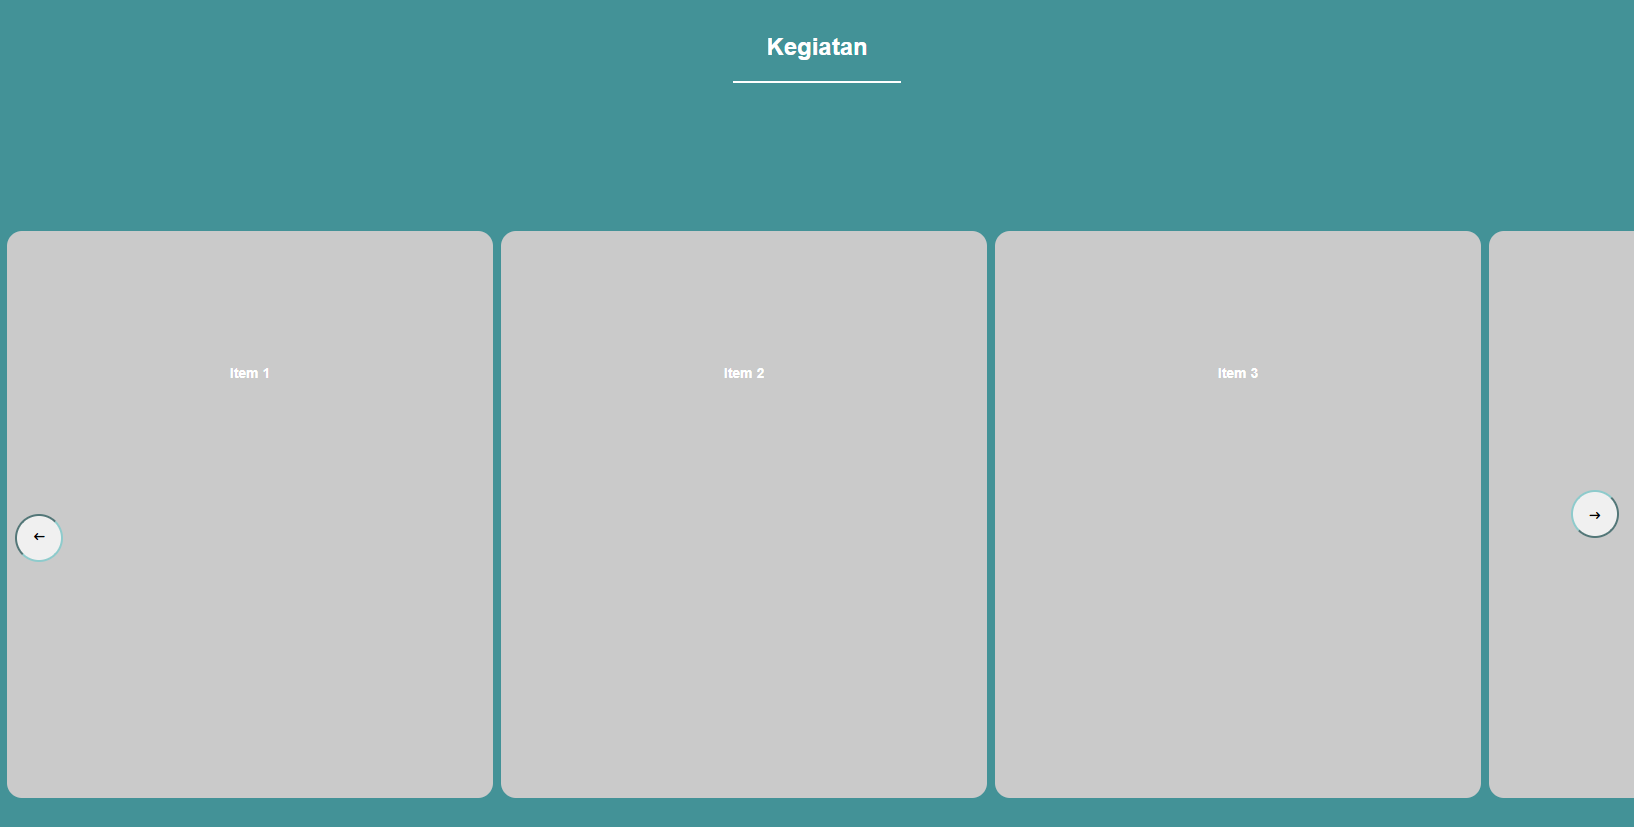 Kegiatan
Item 1
Item 2
Item 3
←
→